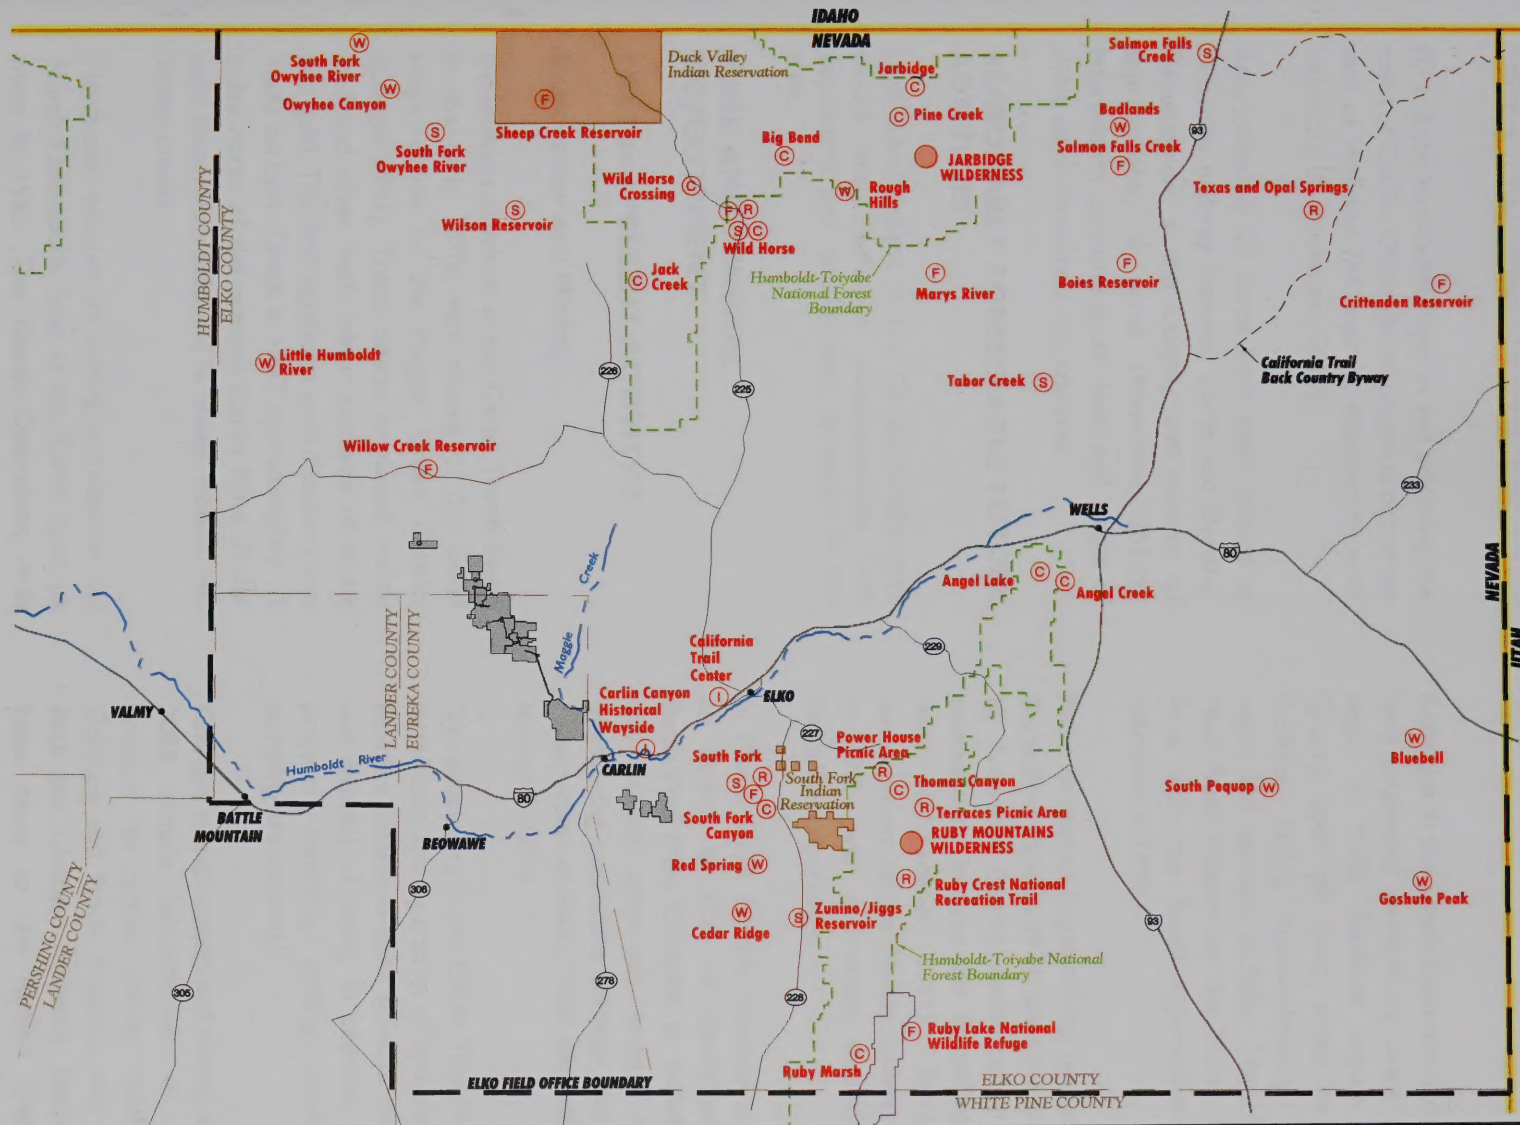 IDAHO
NEVADA
W
South Fork
Owyhee River
W
Owyhee Canyon
S
South Fork
Owyhee River
F
Sheep Creek Reservoir
Duck Valley
Indian Reservation
Jarbidge
C
C
Pine Creek
Big Bend
C
JARBIDGE
WILDERNESS
Salmon Falls
Creek
S
Badlands
W
Salmon Falls Creek
F
93
Texas and Opal Springs
R
Wild Horse
Crossing
C
W
Rough
Hills
F
R
S
C
Wild Horse
S
Wilson Reservoir
HUMBOLDT COUNTY
ELKO COUNTY
C
Jack
Creek
Humboldt-Toiyabe
National Forest
Boundary
F
Marys River
F
Boies Reservoir
F
Crittenden Reservoir
W
Little Humboldt
River
226
225
Tabor Creek
S
California Trail
Back Country Byway
Willow Creek Reservoir
F
233
WELLS
80
NEVADA
UTAH
Angel Lake
C
C
Angel Creek
Maggie
Creek
LANDER COUNTY
EUREKA COUNTY
California
Trail
Center
I
229
ELKO
Carlin Canyon
Historical
Wayside
I
VALMY
Humboldt River
CARLIN
80
227
Power House
Picnic Area
R
South Fork
S
R
F
C
South Fork
Canyon
South Fork
Indian
Reservation
Thomas Canyon
C
R
Terraces Picnic Area
RUBY MOUNTAINS
WILDERNESS
W
Bluebell
South Pequop
W
BATTLE
MOUNTAIN
BEOWAWE
Red Spring
W
R
Ruby Crest National
Recreation Trail
W
Goshute Peak
306
W
Cedar Ridge
S
Zunino/Jiggs
Reservoir
93
PERSHING COUNTY
LANDER COUNTY
Humboldt-Toiyabe National
Forest Boundary
305
278
228
F
Ruby Lake National
Wildlife Refuge
C
Ruby Marsh
ELKO FIELD OFFICE BOUNDARY
ELKO COUNTY
WHITE PINE COUNTY